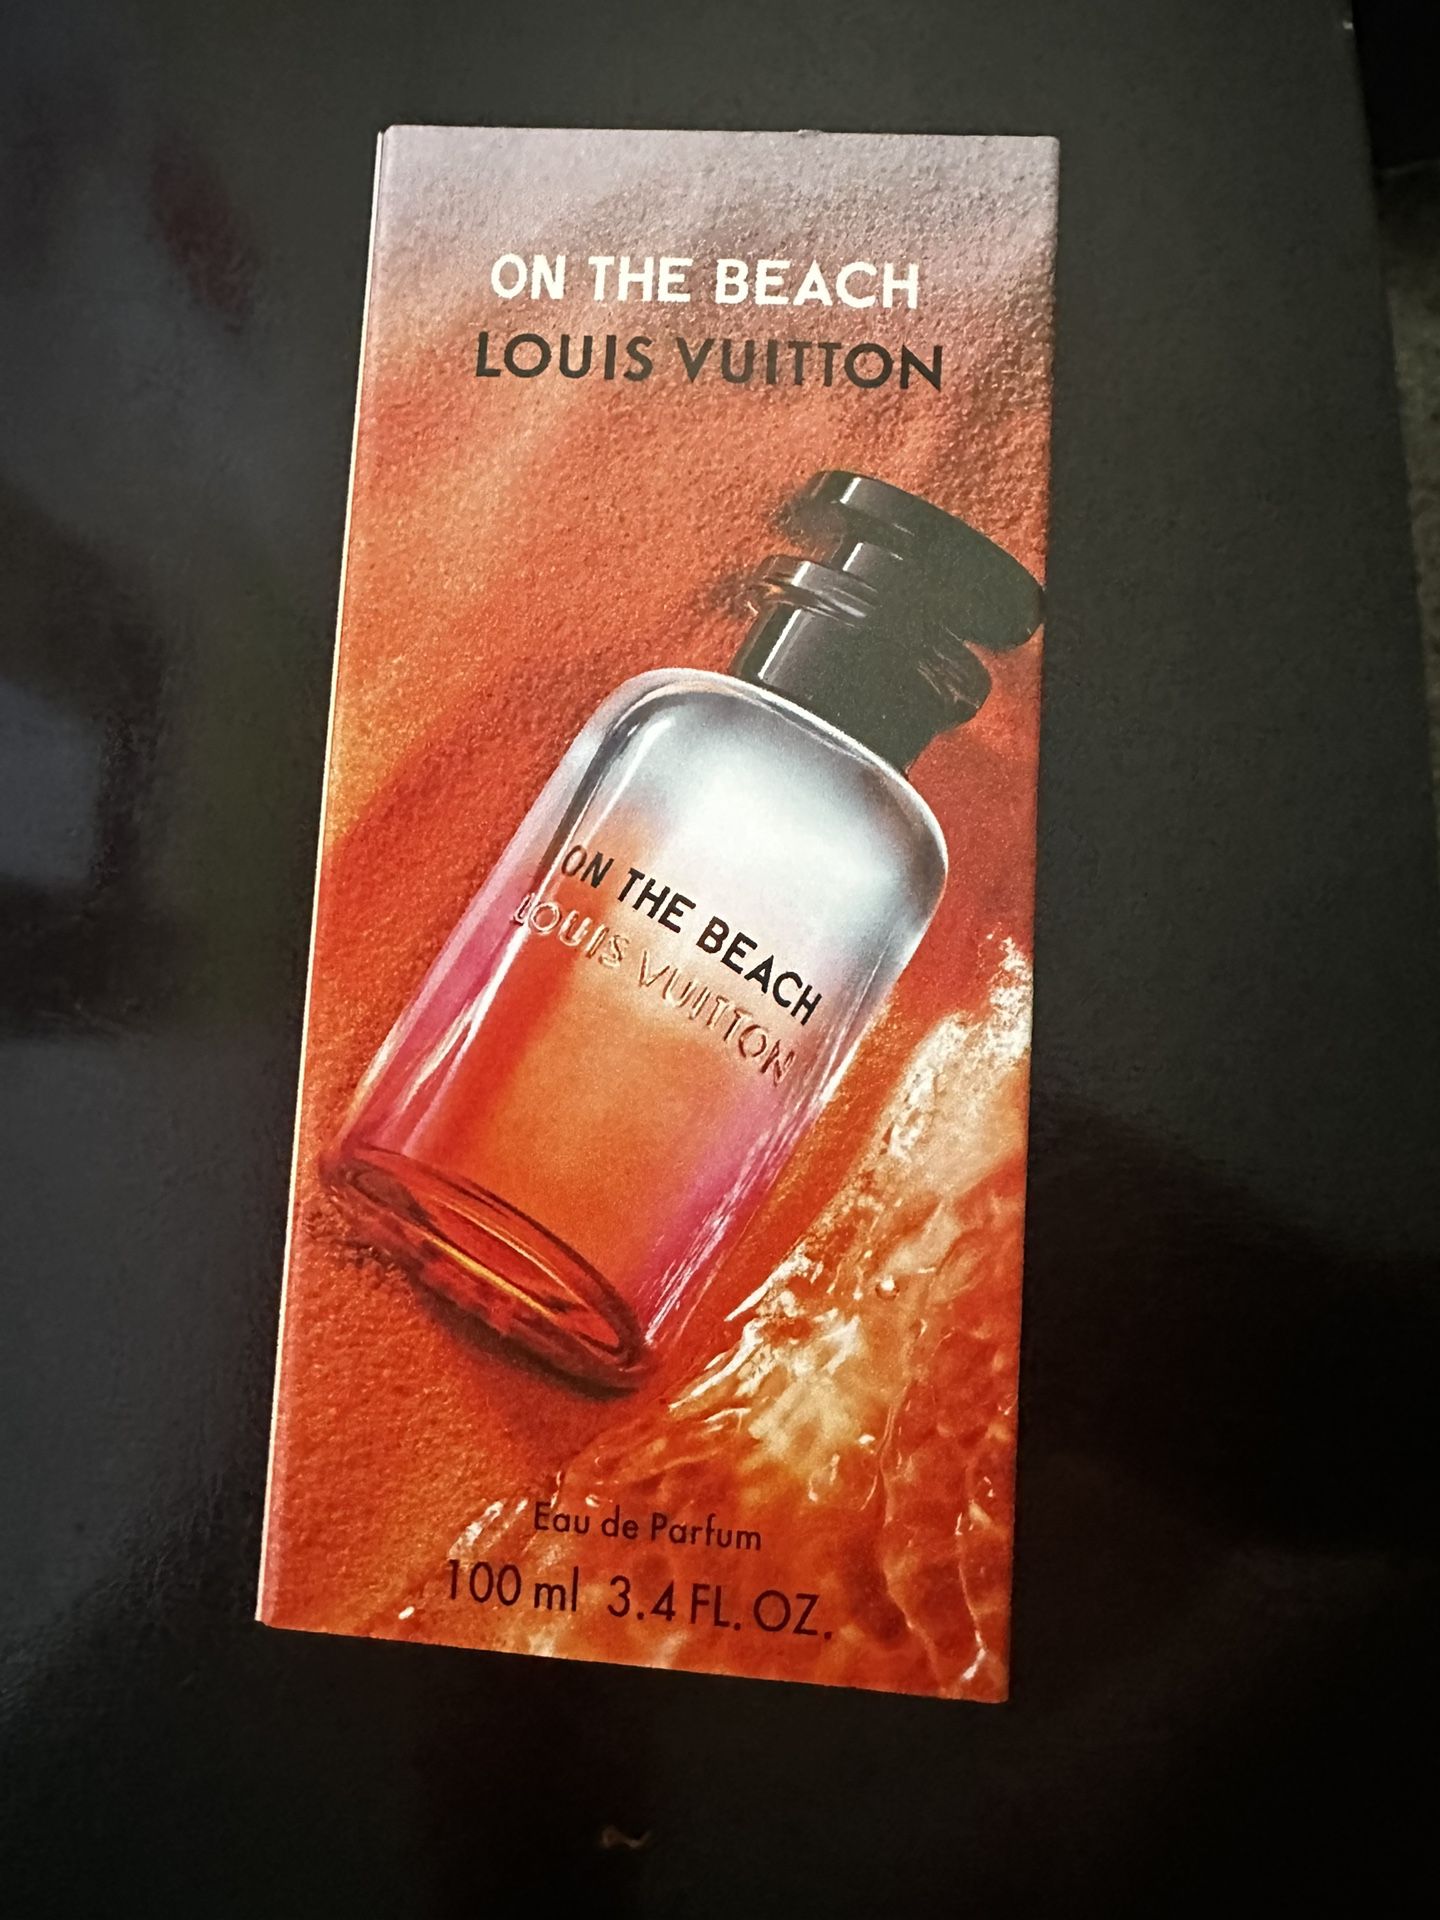 ON THE BEACH
LOUIS VUITTON
ON THE BEACH
LOUIS VUITTON
Eau de Parfum
100 ml 3.4 FL. OZ.